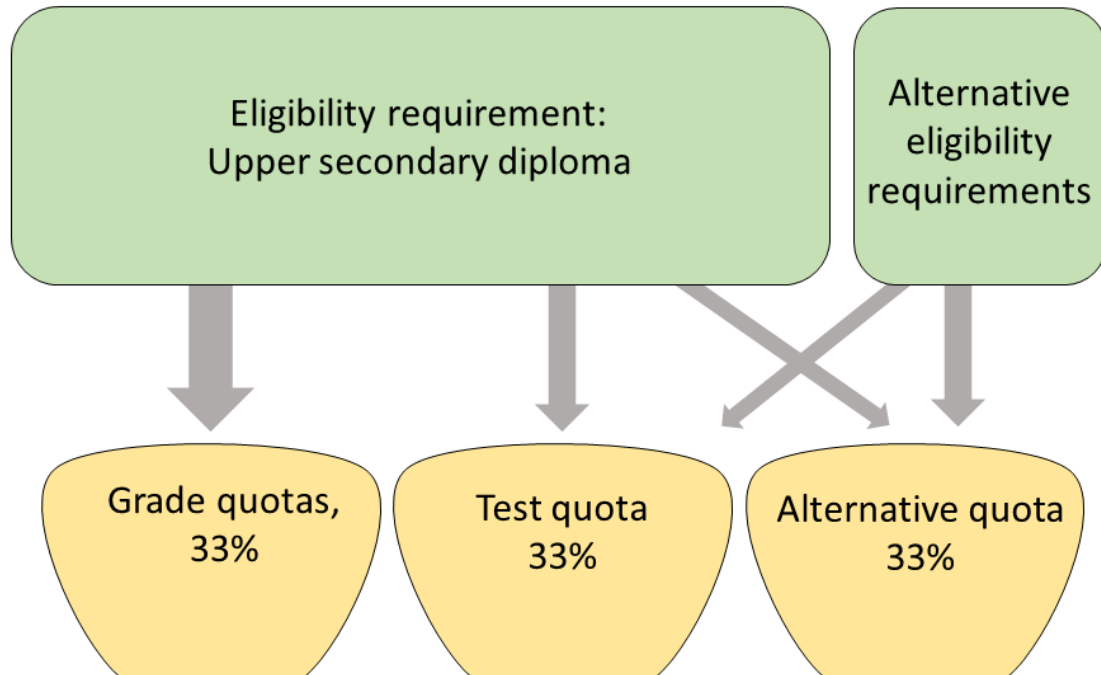 Eligibility requirement:
Upper secondary diploma
Alternative
eligibility
requirements
Grade quotas,
33%
Test quota
33%
Alternative quota
33%